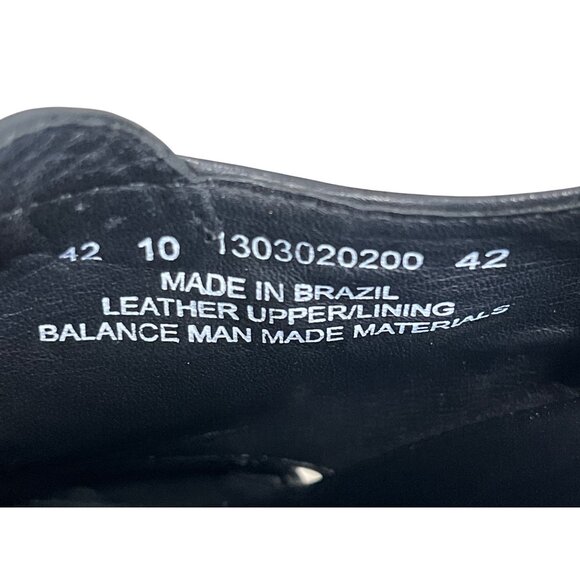 42 10 1303020200 42
MADE IN BRAZIL
LEATHER UPPER/LINING
BALANCE MAN MADE MATERIALS